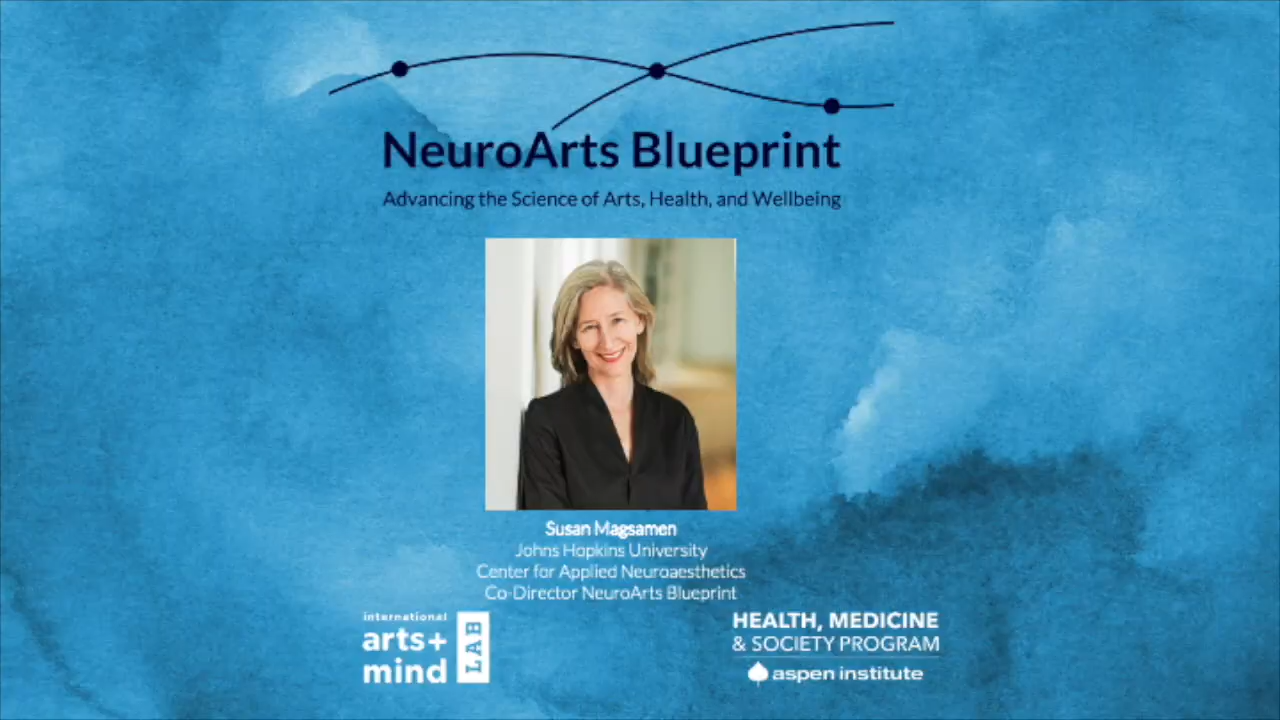 NeuroArts Blueprint
Advancing the Science of Arts, Health, and Wellbeing
Susan Magsamen
Johns Hopkins University
Center for Applied Neuroaesthetics
Co-Director NeuroArts Blueprint
international
arts+
mind
LAB
HEALTH, MEDICINE
& SOCIETY PROGRAM
aspen institute